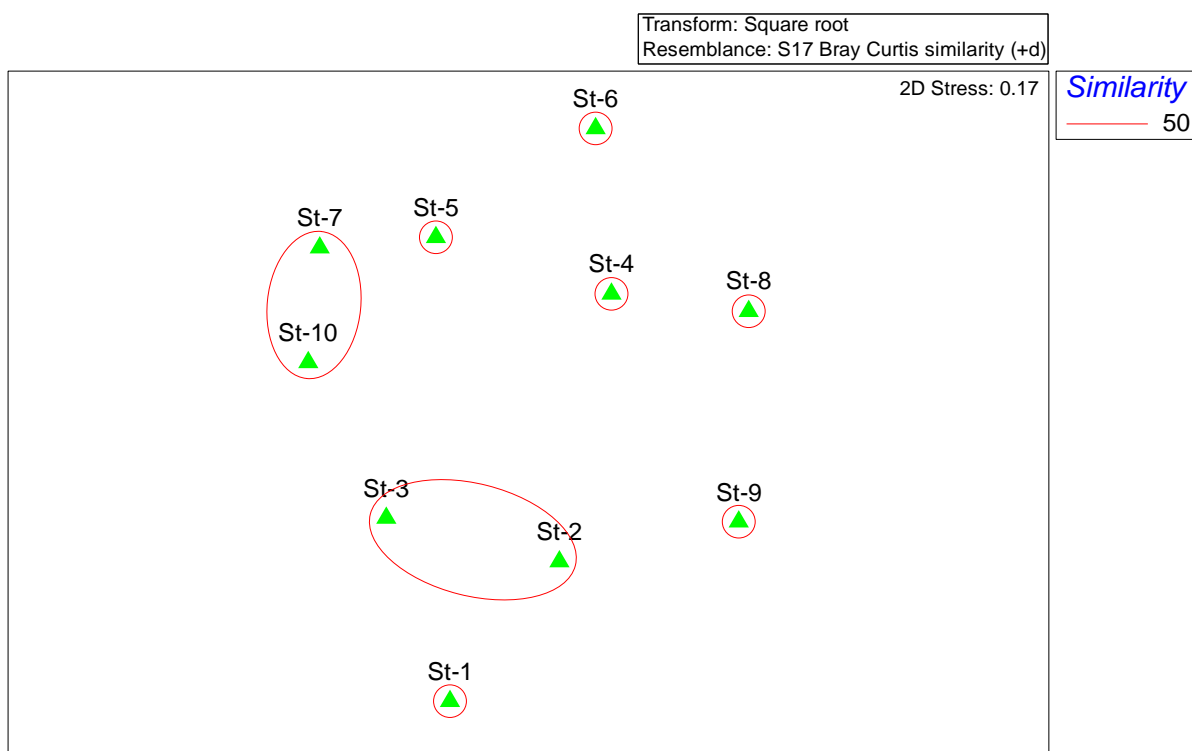 Transform: Square root
Resemblance: S17 Bray Curtis similarity (+d)
2D Stress: 0.17
Similarity
50
St-6
St-5
St-7
St-4
St-8
St-10
St-3
St-9
St-2
St-1